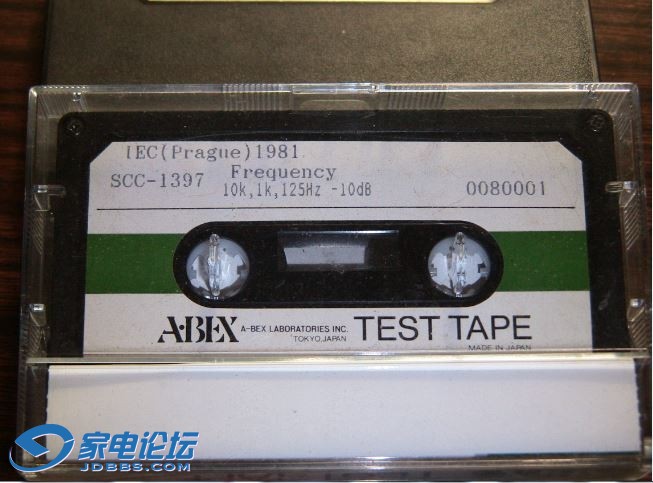 IEC(Prague)1981
SCC-1397 Frequency
10k,1k,125Hz -10dB 0080001
A·BEX A-BEX LABORATORIES INC. TEST TAPE
TOKYO,JAPAN
MADE IN JAPAN
家电论坛
JDBBS.COM